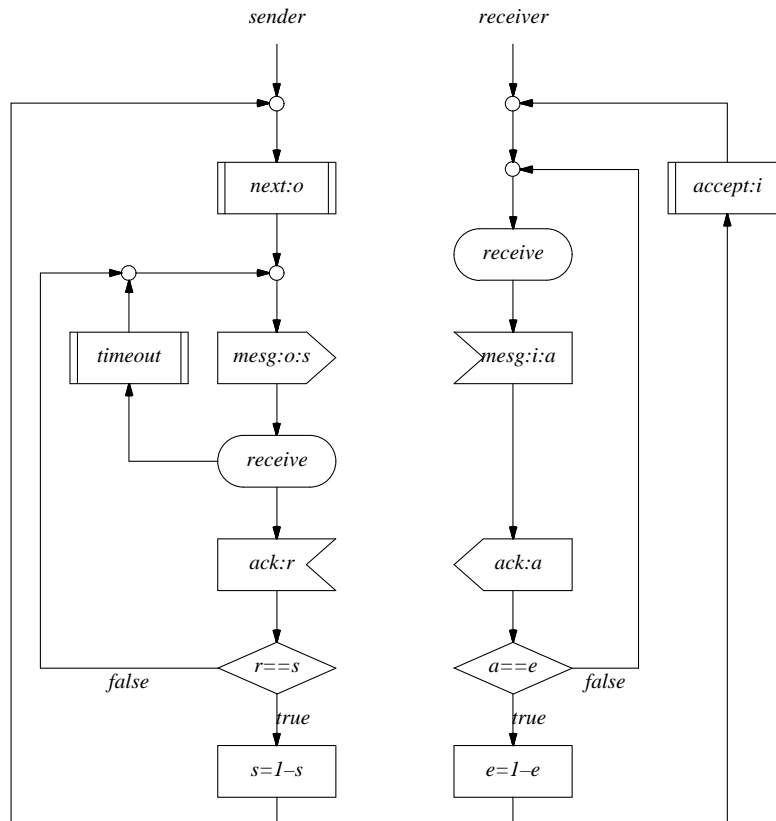 sender
receiver
next:o
accept:i
receive
timeout
mesg:o:s
mesg:i:a
receive
ack:r
ack:a
r==s
a==e
false
false
true
true
s=1–s
e=1–e